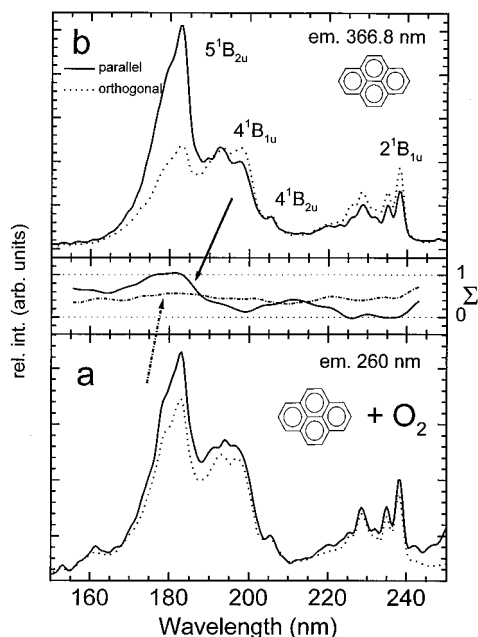 b
em. 366.8 nm
parallel
orthogonal
5¹B₂ᵤ
4¹B₁ᵤ
4¹B₂ᵤ
2¹B₁ᵤ
rel. int. (arb. units)
1
Σ
0
a
em. 260 nm
+ O₂
160 180 200 220 240
Wavelength (nm)